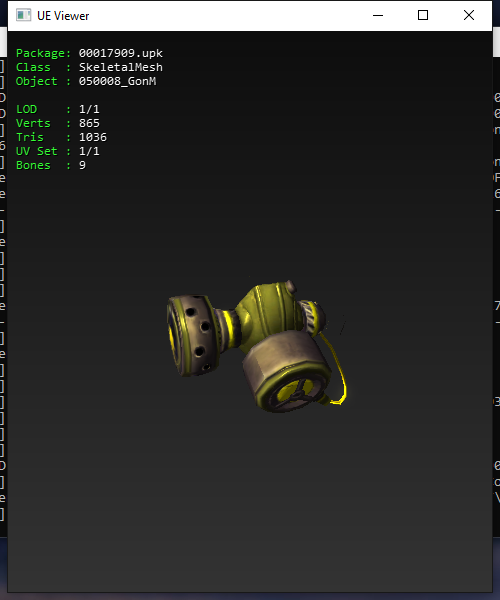 UE Viewer
Package: 00017909.upk
Class : SkeletalMesh
Object : 050008_GonM
LOD : 1/1
Verts : 865
Tris : 1036
UV Set : 1/1
Bones : 9